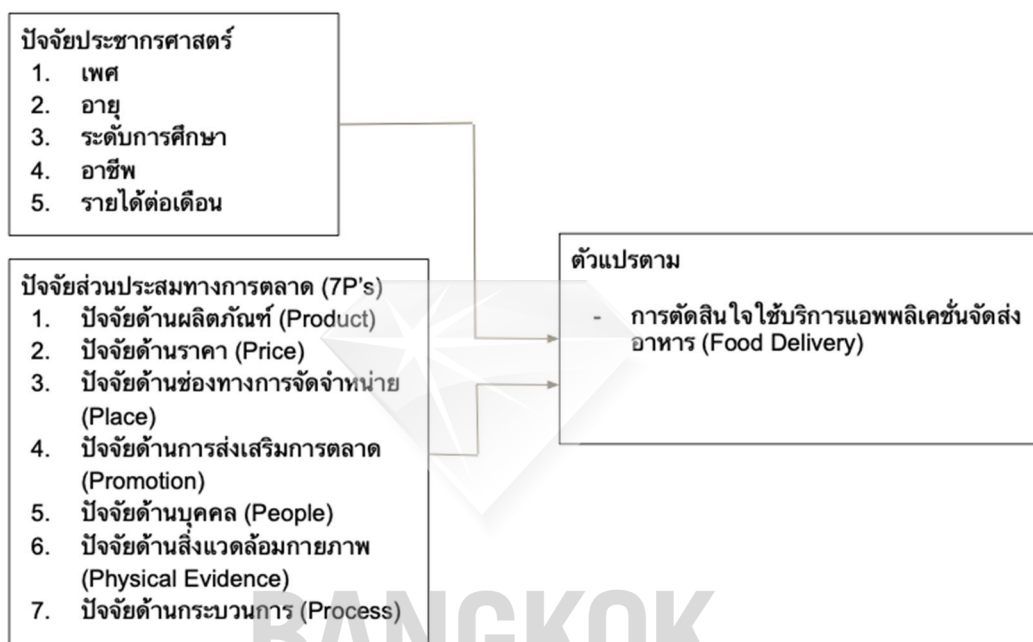 ปัจจัยประชากรศาสตร์
1. เพศ
2. อายุ
3. ระดับการศึกษา
4. อาชีพ
5. รายได้ต่อเดือน
ปัจจัยส่วนประสมทางการตลาด (7P's)
1. ปัจจัยด้านผลิตภัณฑ์ (Product)
2. ปัจจัยด้านราคา (Price)
3. ปัจจัยด้านช่องทางการจัดจำหน่าย
(Place)
4. ปัจจัยด้านการส่งเสริมการตลาด
(Promotion)
5. ปัจจัยด้านบุคคล (People)
6. ปัจจัยด้านสิ่งแวดล้อมกายภาพ
(Physical Evidence)
7. ปัจจัยด้านกระบวนการ (Process)
ตัวแปรตาม
- การตัดสินใจใช้บริการแอพพลิเคชั่นจัดส่ง
อาหาร (Food Delivery)
BANGKOK